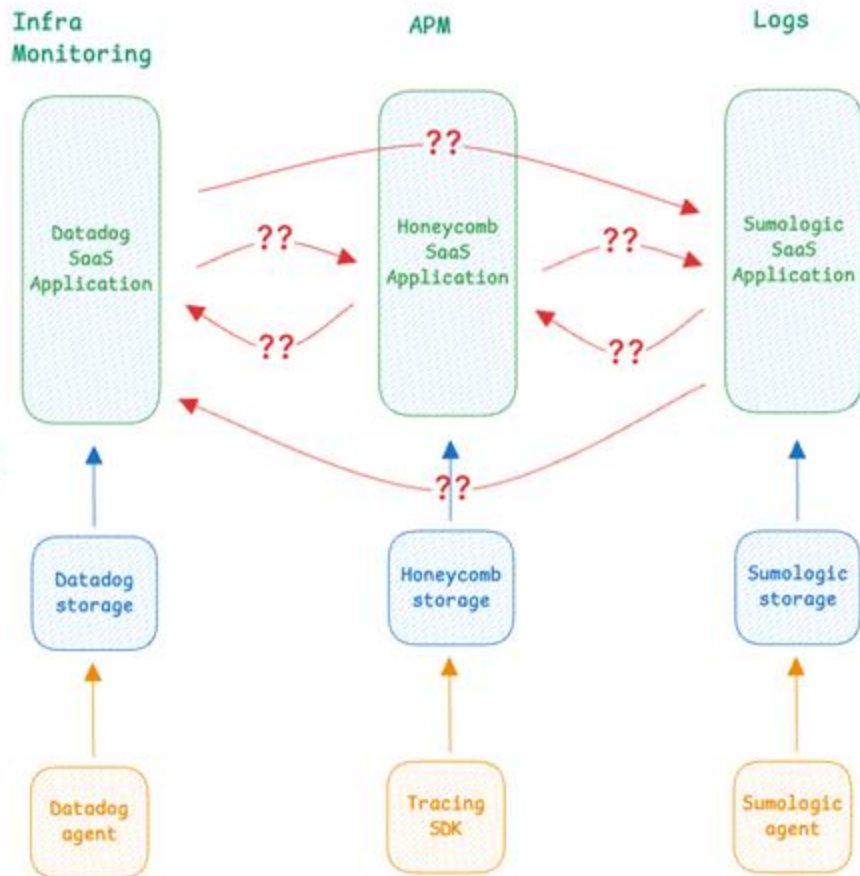 Infra
Monitoring
APM
Logs
??
Datadog
SaaS
Application
??
Honeycomb
SaaS
Application
??
Sumologic
SaaS
Application
??
??
??
Datadog
storage
Honeycomb
storage
Sumologic
storage
Datadog
agent
Tracing
SDK
Sumologic
agent